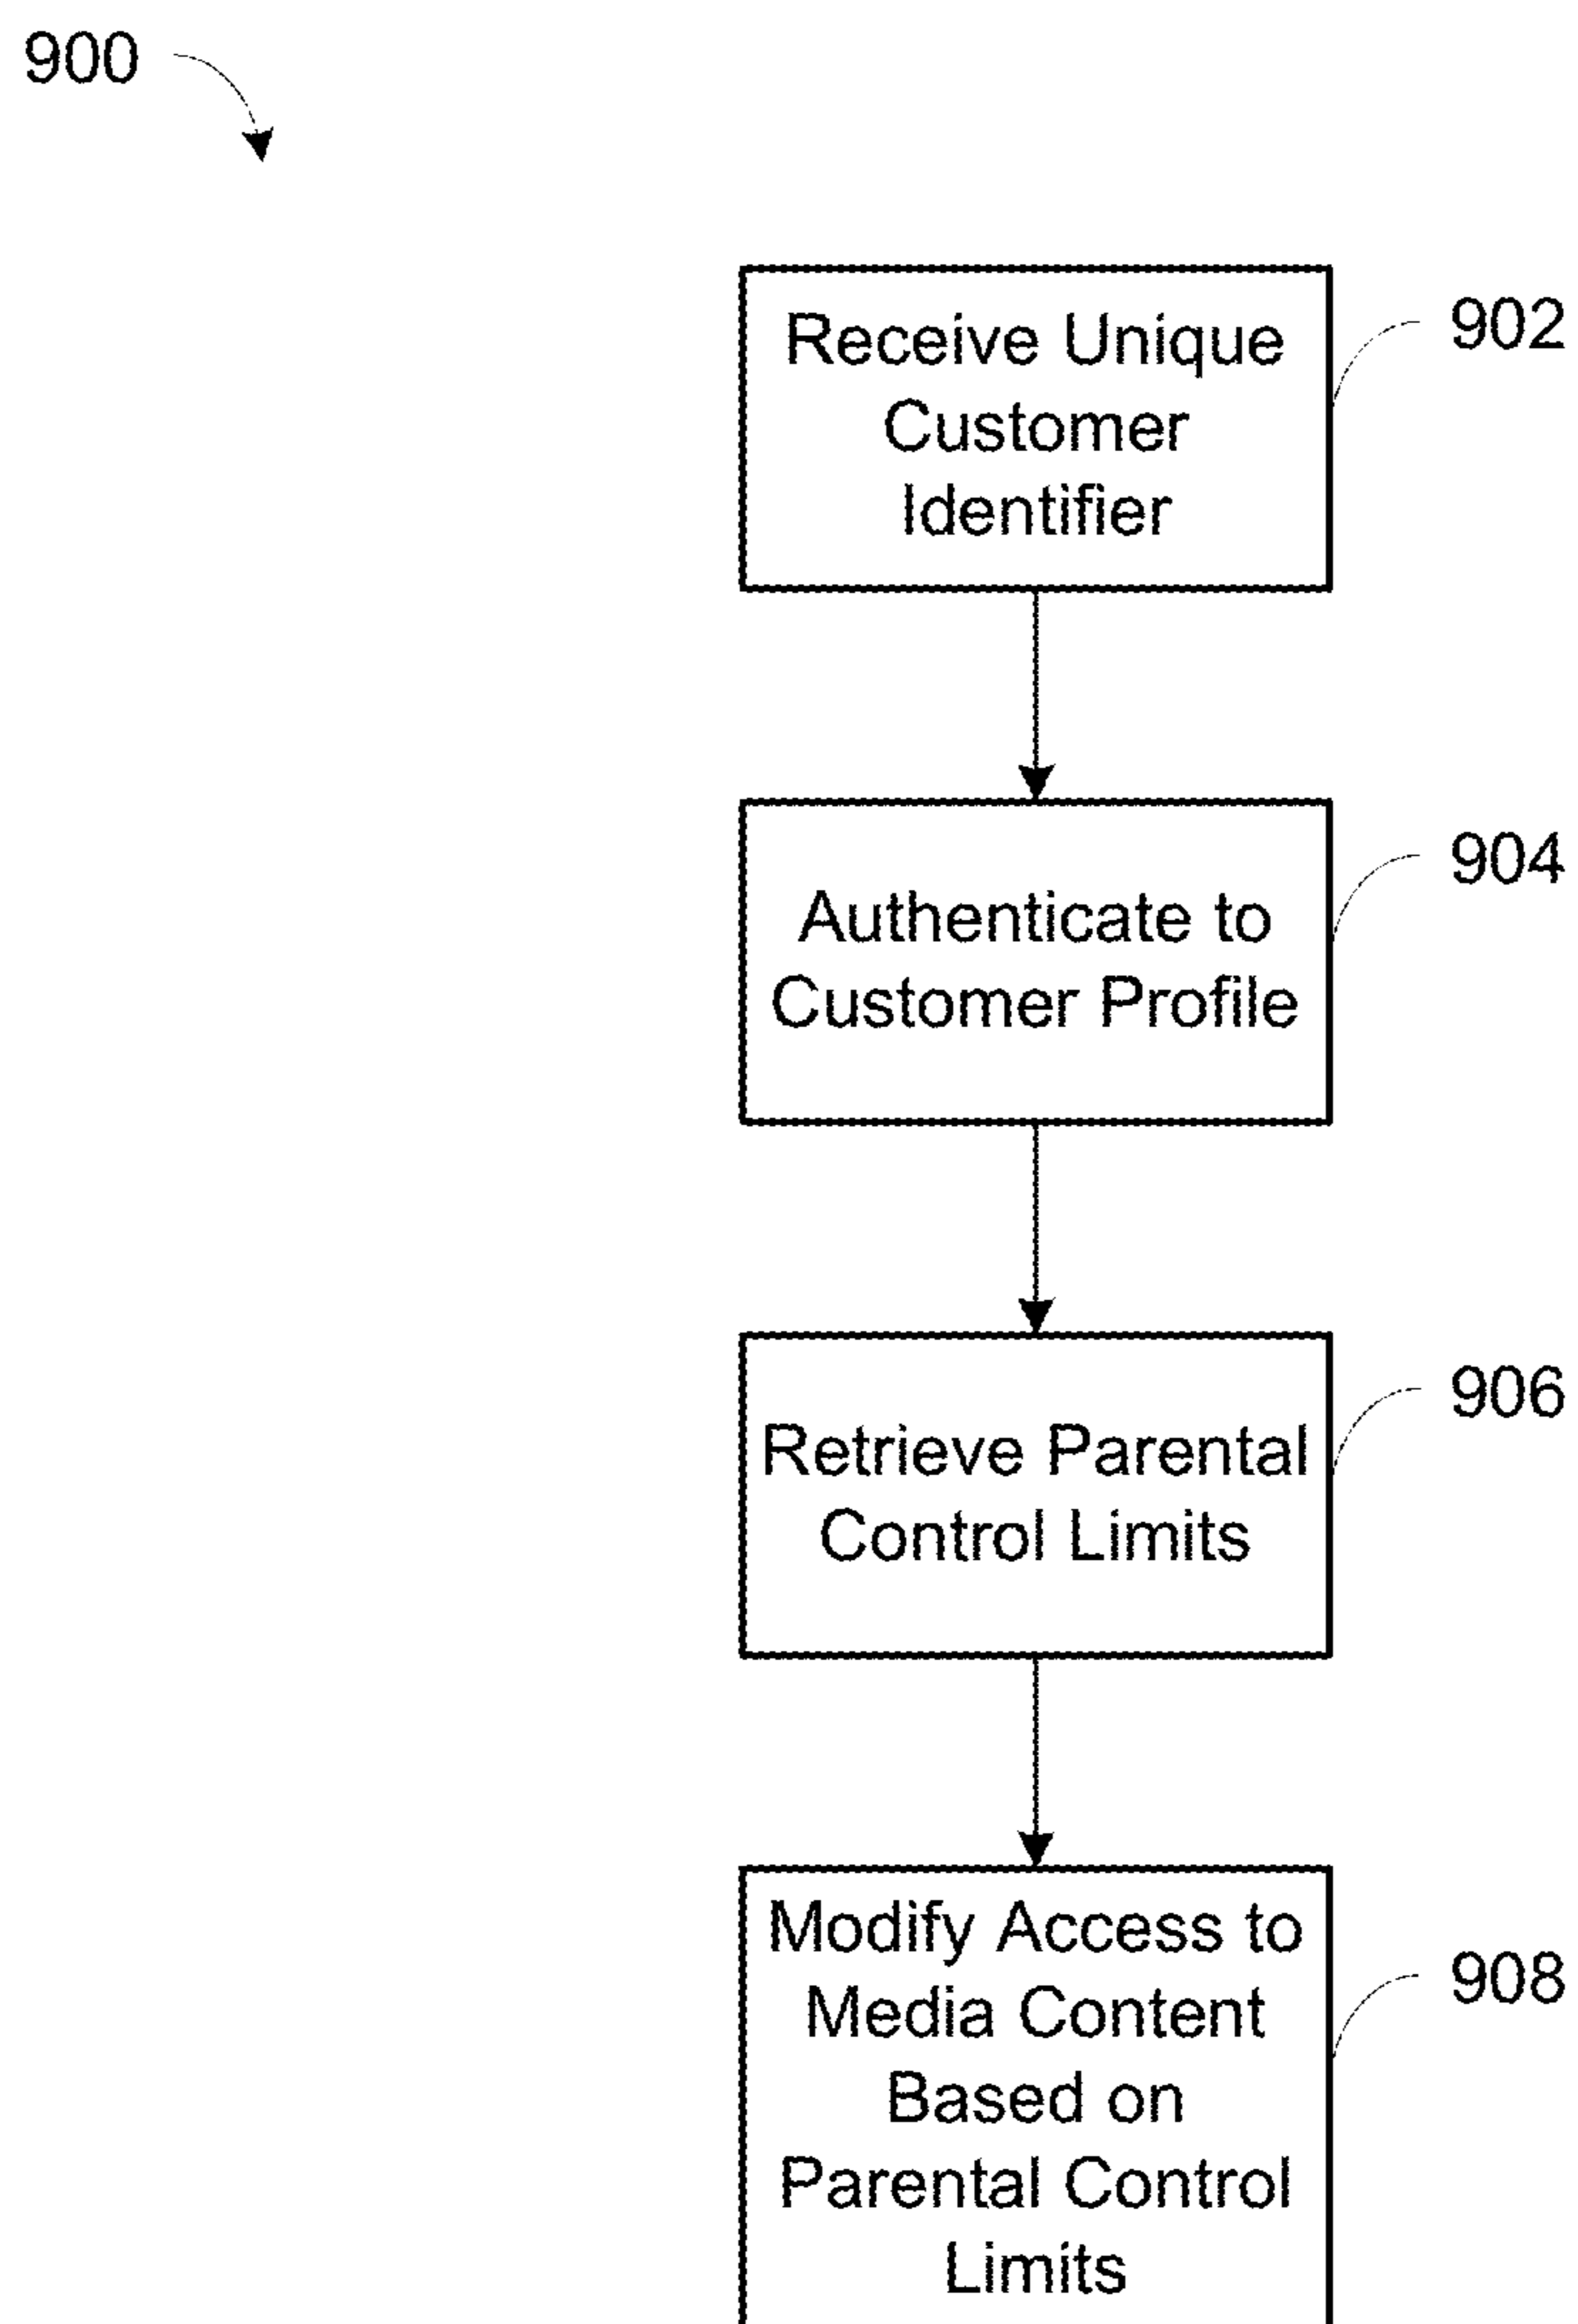 900
Receive Unique
Customer
Identifier
902
Authenticate to
Customer Profile
904
Retrieve Parental
Control Limits
906
Modify Access to
Media Content
Based on
Parental Control
Limits
908